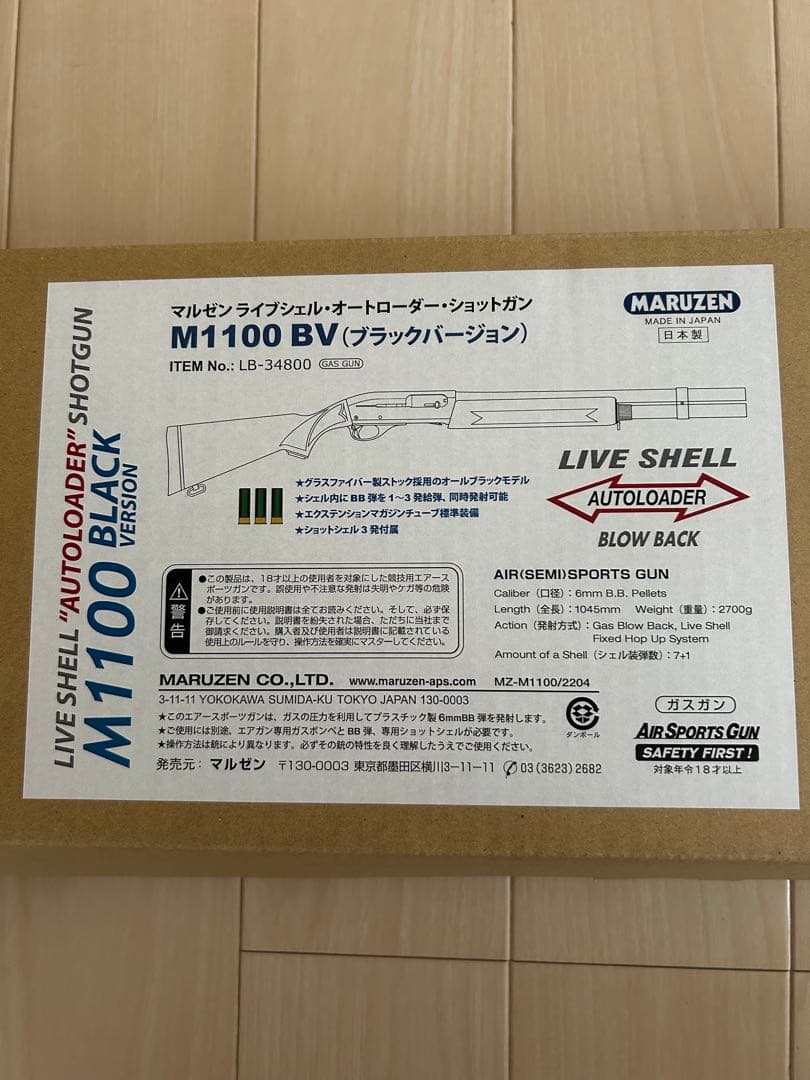 LIVE SHELL "AUTOLOADER" SHOTGUN
M1100 BLACK
VERSION
マルゼン ライブシェル・オートローダー・ショットガン
M1100 BV(ブラックバージョン)
ITEM No.: LB-34800 GAS GUN
MARUZEN
MADE IN JAPAN
日本製
★グラスファイバー製ストック採用のオールブラックモデル
★シェル内にBB弾を1〜3発給弾、同時発射可能
★エクステンションマガジンチューブ標準装備
★ショットシェル3発付属
LIVE SHELL
AUTOLOADER
BLOW BACK
警告
●この製品は、18才以上の使用者を対象にした競技用エアース
ポーツガンです。誤使用や不注意な発射は失明やケガ等の危険
があります。
●ご使用前に使用説明書は全てお読みください。そして、必ず保
存してください。説明書を紛失された場合、ただちに当社まで
御請求ください。購入者及び使用者は説明書に記載されている
使用上のルールを守り、操作方法を確実にマスターしてください。
AIR(SEMI)SPORTS GUN
Caliber(口径):6mm B.B. Pellets
Length(全長):1045mm Weight(重量):2700g
Action(発射方式):Gas Blow Back, Live Shell
Fixed Hop Up System
Amount of a Shell(シェル装弾数):7+1
MARUZEN CO.,LTD. www.maruzen-aps.com MZ-M1100/2204
3-11-11 YOKOKAWA SUMIDA-KU TOKYO JAPAN 130-0003
★このエアースポーツガンは、ガスの圧力を利用してプラスチック製6mmBB弾を発射します。
★ご使用には別途、エアガン専用ガスボンベとBB弾、専用ショットシェルが必要です。
★操作方法は銃により異なります。必ずその銃の特性を良く理解したうえでご使用ください。
発売元:マルゼン 〒130-0003 東京都墨田区横川3-11-11 03(3623)2682
ダンボール
ガスガン
AIR SPORTS GUN
SAFETY FIRST!
対象年令18才以上